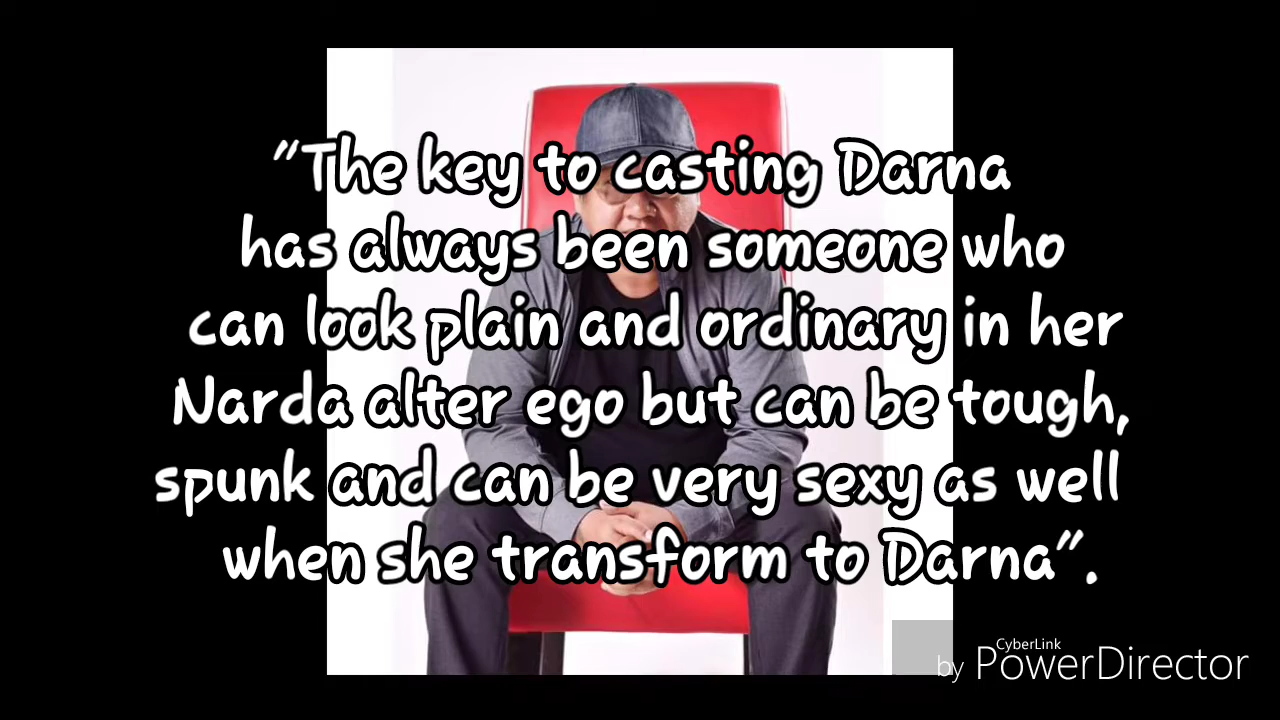 "The key to casting Darna
has always been someone who
can look plain and ordinary in her
Narda alter ego but can be tough,
spunk and can be very sexy as well
when she transform to Darna".
CyberLink
by PowerDirector